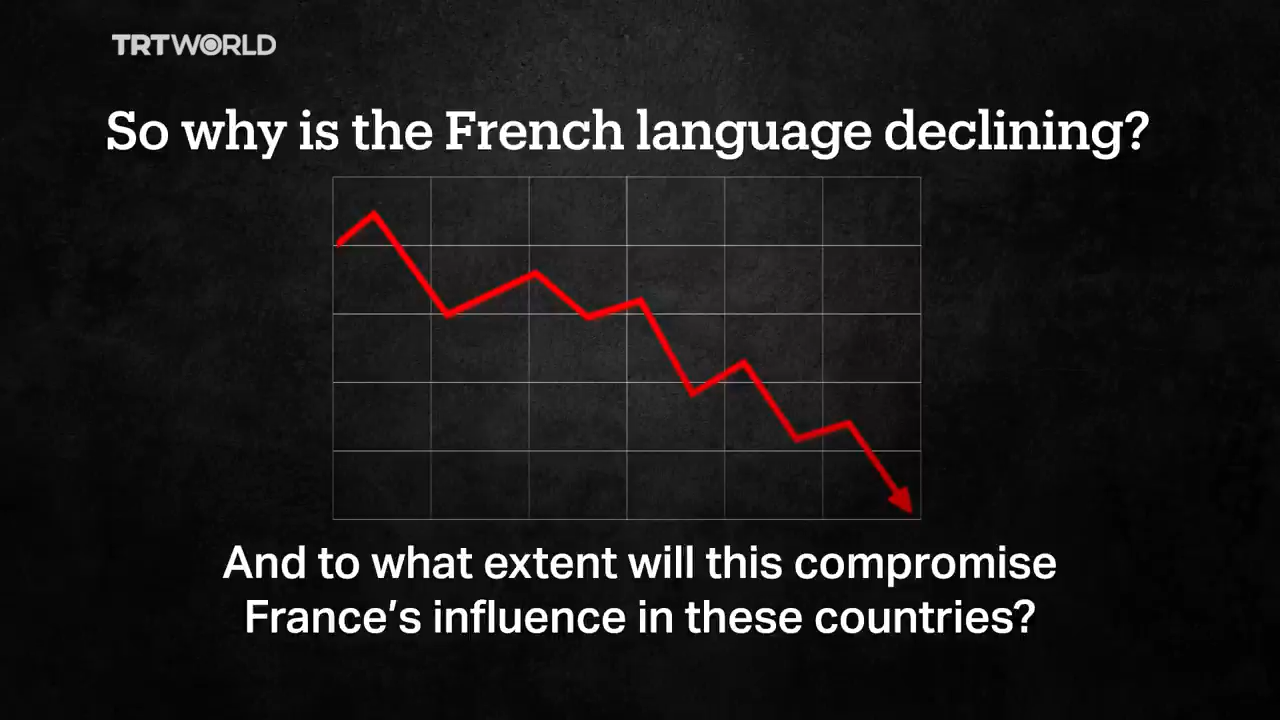 TRTWORLD
So why is the French language declining?
And to what extent will this compromise
France’s influence in these countries?